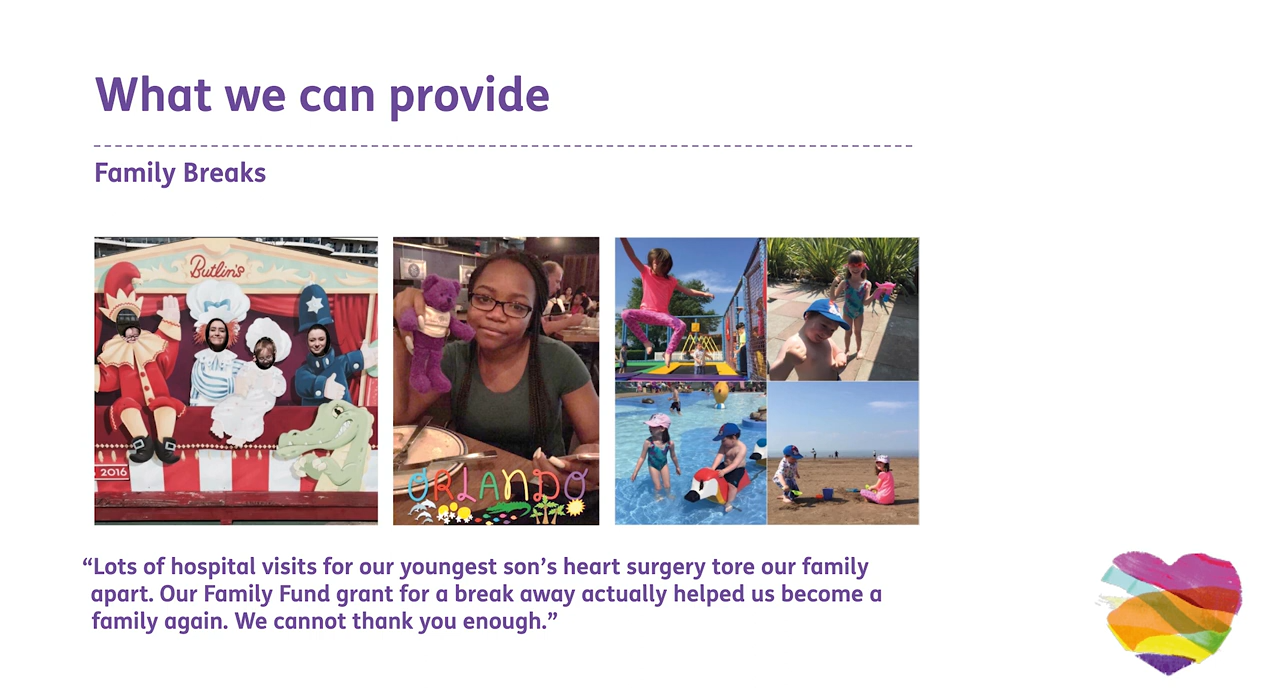 What we can provide
Family Breaks
Butlin's
2016
ORLANDO
“Lots of hospital visits for our youngest son’s heart surgery tore our family
apart. Our Family Fund grant for a break away actually helped us become a
family again. We cannot thank you enough.”